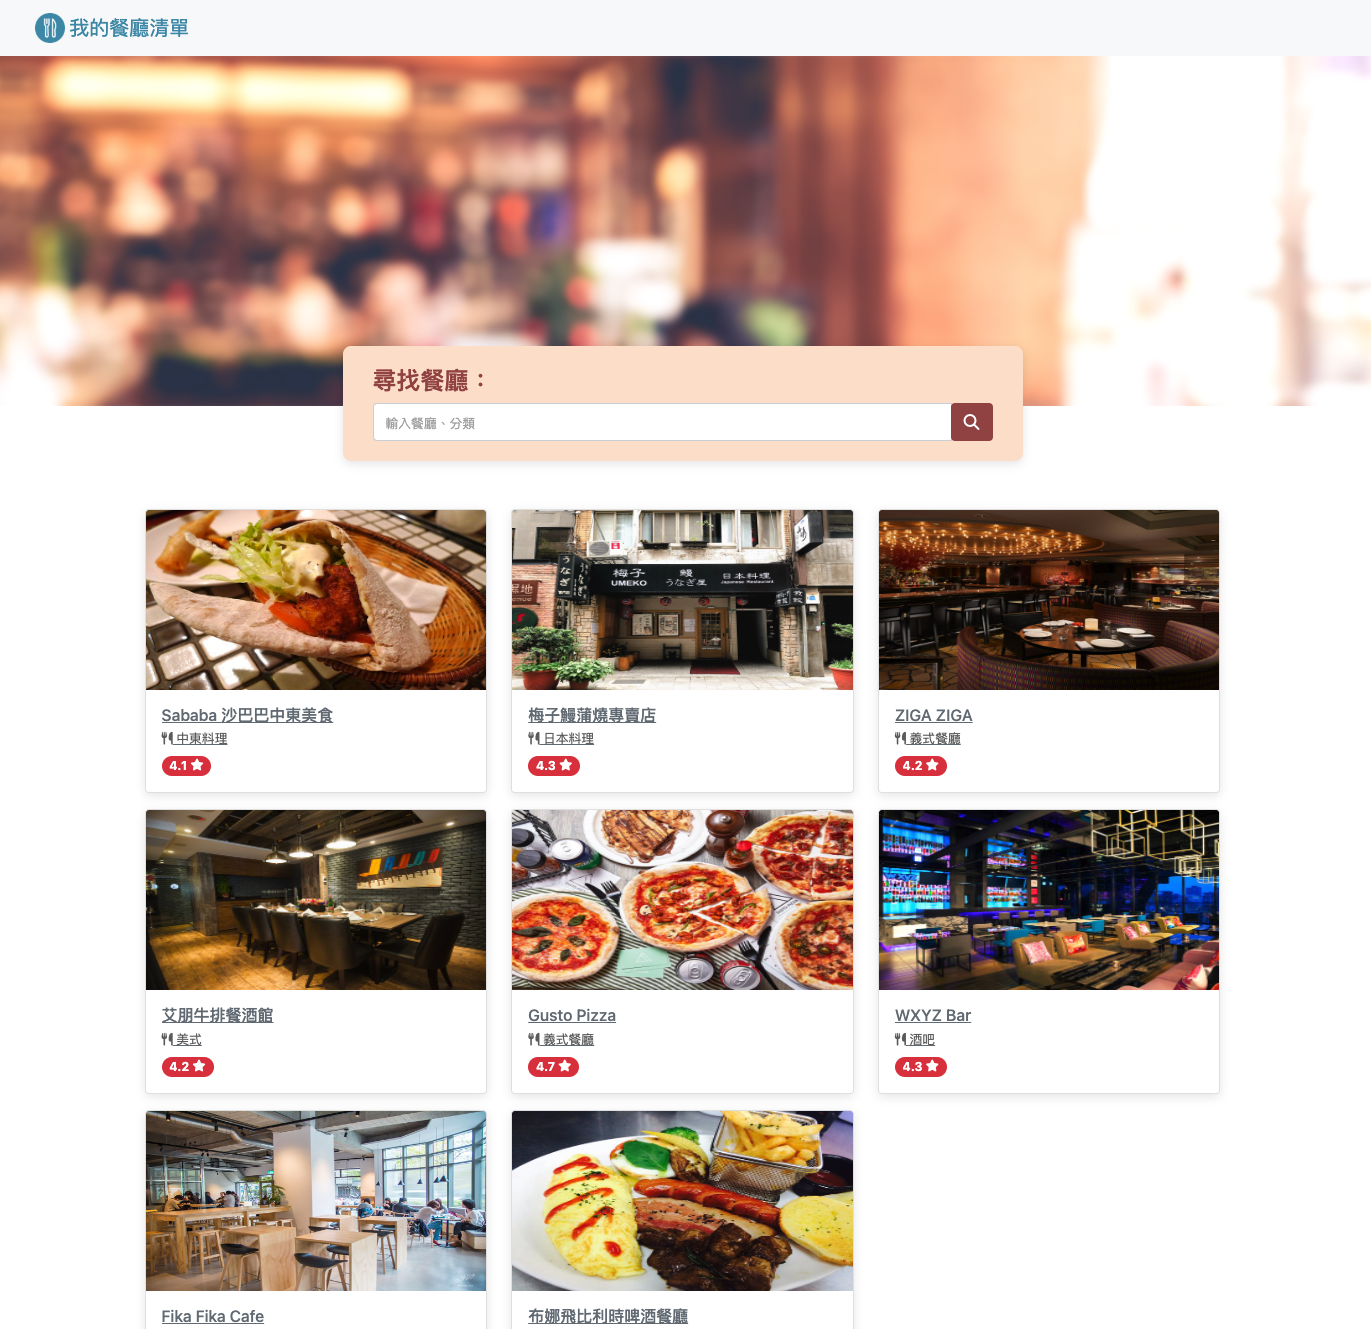 我的餐廳清單
尋找餐廳：
輸入餐廳、分類
梅子 鰻 日本料理
UMEKO うなぎ屋 Japanese Restaurant
うなぎ
Sababa 沙巴巴中東美食
中東料理
4.1
梅子鰻蒲燒專賣店
日本料理
4.3
ZIGA ZIGA
義式餐廳
4.2
艾朋牛排餐酒館
美式
4.2
Gusto Pizza
義式餐廳
4.7
WXYZ Bar
酒吧
4.3
Fika Fika Cafe
布娜飛比利時啤酒餐廳